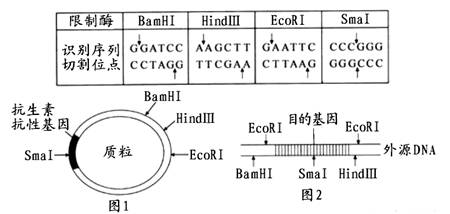 限制酶 BamHI HindIII EcoRI SmaI
识别序列 GGATCC AAGCTT GAATTC CCCGGG
切割位点 CCTAGG TTCGAA CTTAAG GGGCCC
抗生素
抗性基因
BamHI
HindIII
SmaI
质粒
EcoRI
图1
目的基因
EcoRI EcoRI
外源DNA
BamHI SmaI HindIII
图2